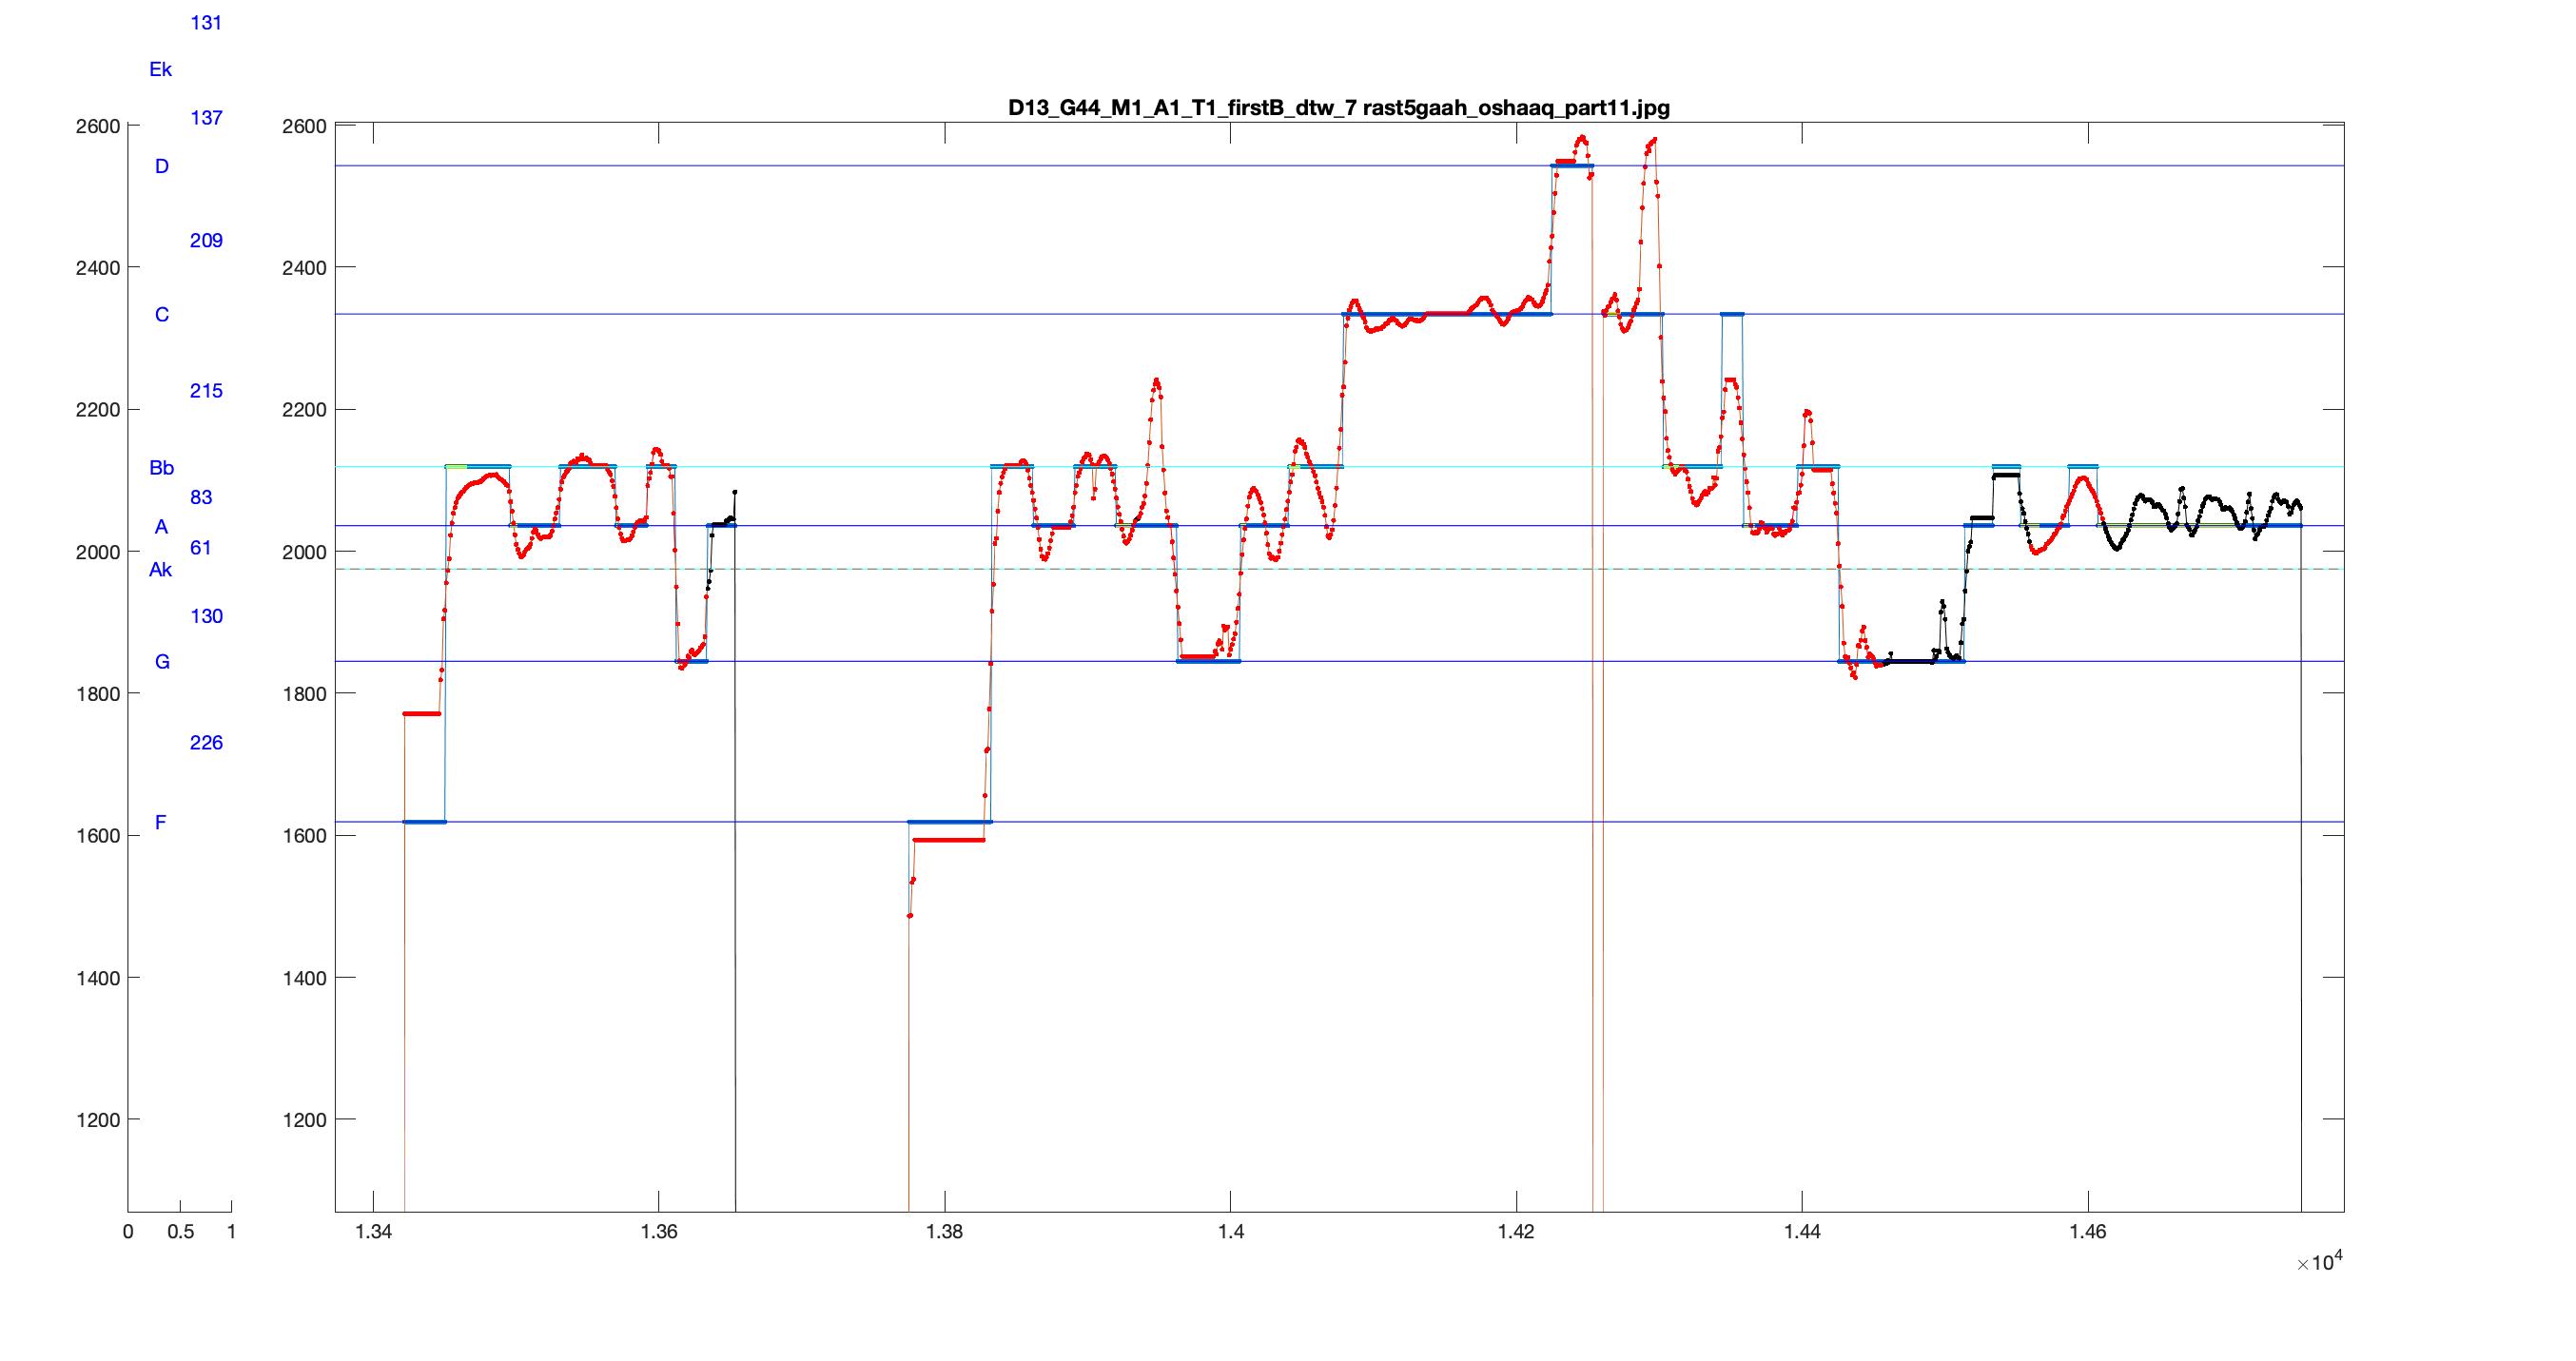 131
Ek
137
D13_G44_M1_A1_T1_firstB_dtw_7 rast5gaah_oshaaq_part11.jpg
2600 2600
D
209
2400 2400
C
215
2200 2200
Bb
83
A
61
2000 2000
Ak
130
G
1800 1800
226
F
1600 1600
1400 1400
1200 1200
0 0.5 1 1.34 1.36 1.38 1.4 1.42 1.44 1.46
×10^4